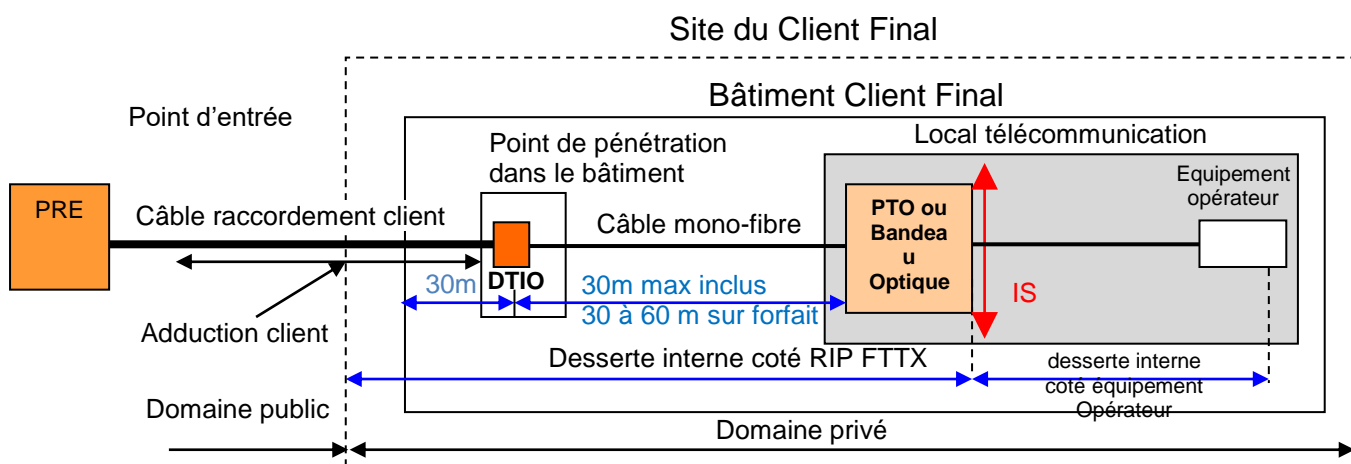 Site du Client Final
Bâtiment Client Final
Point d'entrée
Point de pénétration
dans le bâtiment
Local télécommunication
Equipement
opérateur
PRE
Câble raccordement client
Câble mono-fibre
PTO ou
Bandea
u
Optique
DTIO
30m
30m max inclus
30 à 60 m sur forfait
IS
Adduction client
Desserte interne coté RIP FTTX
desserte interne
coté équipement
Opérateur
Domaine public
Domaine privé